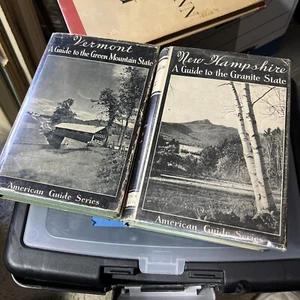 Vermont
A Guide to the Green Mountain State
American Guide Series
New Hampshire
A Guide to the Granite State
American Guide Series